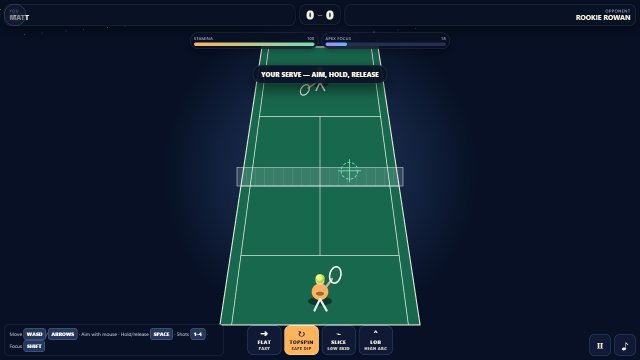 YOU
MATT
0 – 0
OPPONENT
ROOKIE ROWAN
STAMINA
100
APEX FOCUS
18
YOUR SERVE — AIM, HOLD, RELEASE
Move WASD / ARROWS · Aim with mouse · Hold/release SPACE · Shots 1-4
Focus SHIFT
FLAT
FAST
TOPSPIN
SAFE DIP
SLICE
LOW SKID
LOB
HIGH ARC